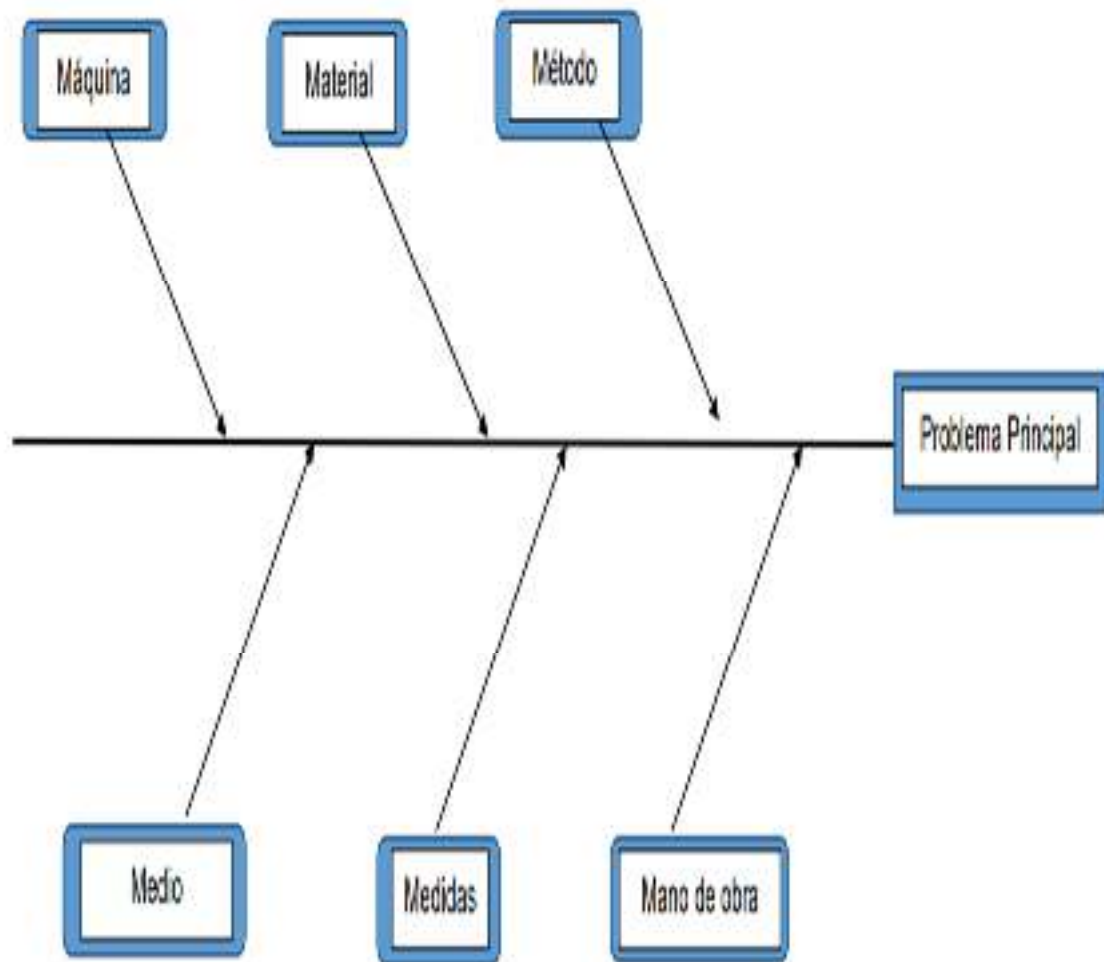 Máquina
Material
Método
Problema Principal
Medio
Medidas
Mano de obra